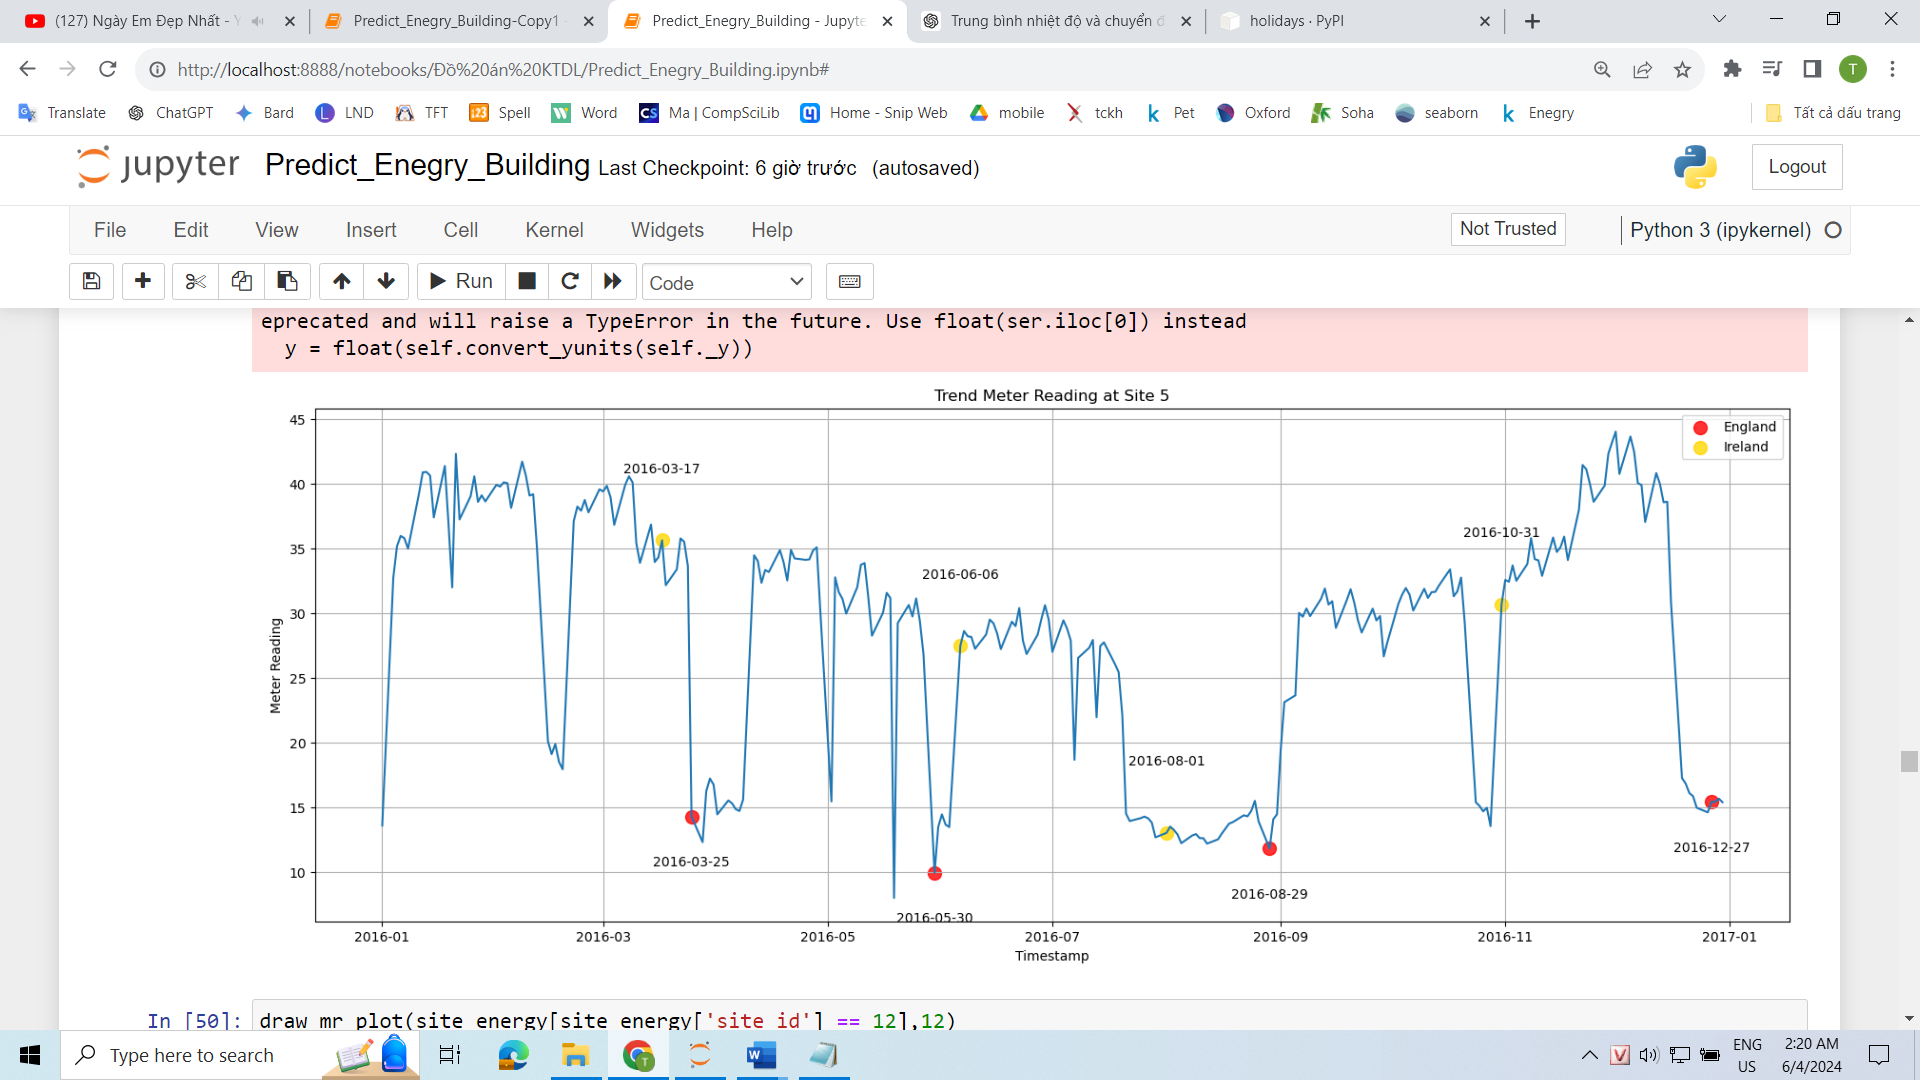 (127) Ngày Em Đẹp Nhất - Y
Predict_Enegry_Building-Copy1 -
Predict_Enegry_Building - Jupyte
Trung bình nhiệt độ và chuyển đ
holidays · PyPI
http://localhost:8888/notebooks/Đồ%20án%20KTDL/Predict_Enegry_Building.ipynb#
T
Translate ChatGPT Bard LND TFT Spell Word Ma | CompSciLib Home - Snip Web mobile tckh Pet Oxford Soha seaborn Enegry Tất cả dấu trang
jupyter Predict_Enegry_Building Last Checkpoint: 6 giờ trước (autosaved)
Logout
File Edit View Insert Cell Kernel Widgets Help
Not Trusted
Python 3 (ipykernel)
Run
Code
eprecated and will raise a TypeError in the future. Use float(ser.iloc[0]) instead
y = float(self.convert_yunits(self._y))
Trend Meter Reading at Site 5
England
Ireland
45
40
35
30
25
20
15
10
Meter Reading
2016-03-17
2016-03-25
2016-06-06
2016-05-30
2016-08-01
2016-08-29
2016-10-31
2016-12-27
2016-01 2016-03 2016-05 2016-07 2016-09 2016-11 2017-01
Timestamp
In [50]: draw_mr_plot(site_energy[site_energy['site_id'] == 12],12)
Type here to search
ENG
US
2:20 AM
6/4/2024